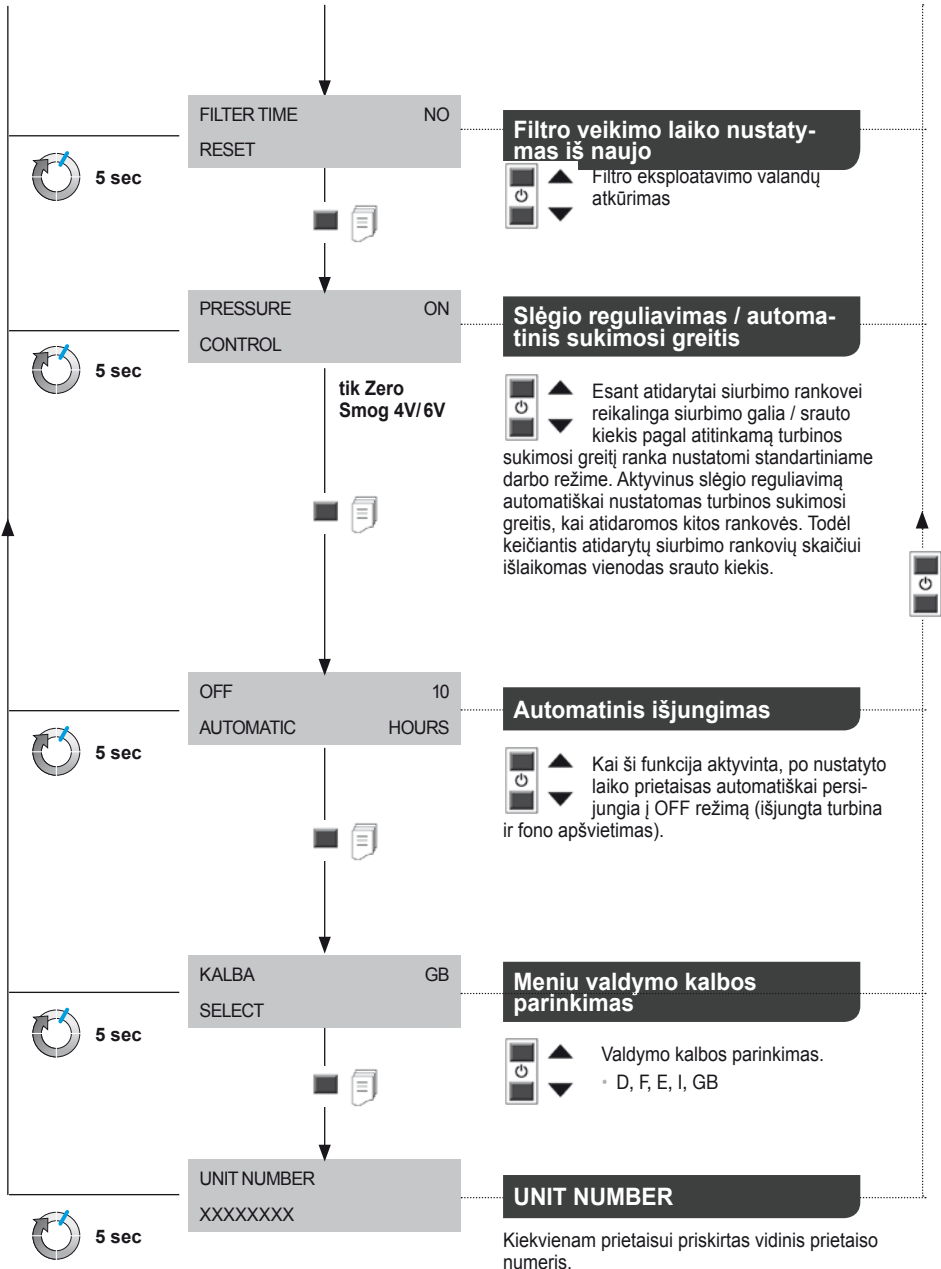 FILTER TIME NO
RESET
5 sec
Filtro veikimo laiko nustaty-
mas iš naujo
Filtro eksploatavimo valandų
atkūrimas
PRESSURE ON
CONTROL
5 sec
tik Zero
Smog 4V/6V
Slėgio reguliavimas / automa-
tinis sukimosi greitis
Esant atidarytai siurbimo rankovei
reikalinga siurbimo galia / srauto
kiekis pagal atitinkamą turbinos
sukimosi greitį ranka nustatomi standartiniame
darbo režime. Aktyvinus slėgio reguliavimą
automatiškai nustatomas turbinos sukimosi
greitis, kai atidaromos kitos rankovės. Todėl
keičiantis atidarytų siurbimo rankovių skaičiui
išlaikomas vienodas srauto kiekis.
OFF 10
AUTOMATIC HOURS
5 sec
Automatinis išjungimas
Kai ši funkcija aktyvinta, po nustatyto
laiko prietaisas automatiškai persi-
jungia į OFF režimą (išjungta turbina
ir fono apšvietimas).
KALBA GB
SELECT
5 sec
Meniu valdymo kalbos
parinkimas
Valdymo kalbos parinkimas.
• D, F, E, I, GB
UNIT NUMBER
XXXXXXXX
5 sec
UNIT NUMBER
Kiekvienam prietaisui priskirtas vidinis prietaiso
numeris.